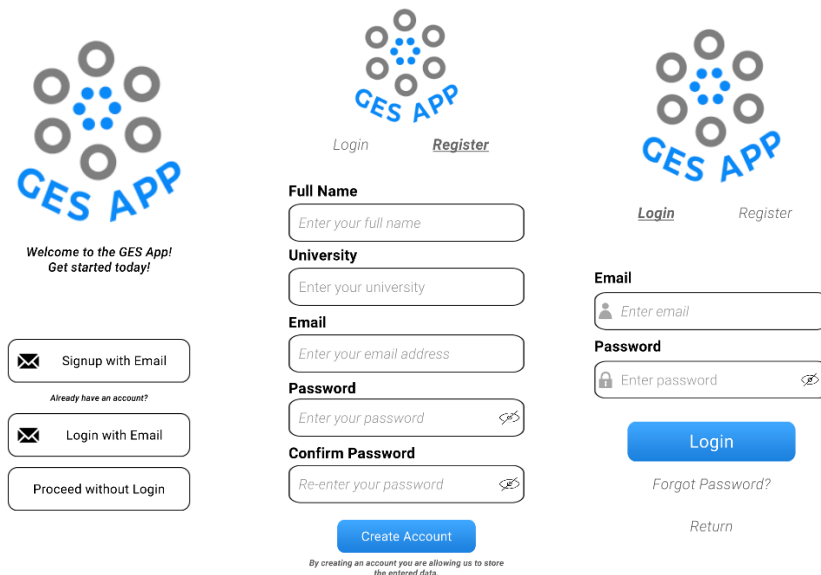 GES APP
Welcome to the GES App!
Get started today!
Signup with Email
Already have an account?
Login with Email
Proceed without Login
GES APP
Login
Register
Full Name
Enter your full name
University
Enter your university
Email
Enter your email address
Password
Enter your password
Confirm Password
Re-enter your password
Create Account
By creating an account you are allowing us to store
the entered data.
GES APP
Login
Register
Email
Enter email
Password
Enter password
Login
Forgot Password?
Return